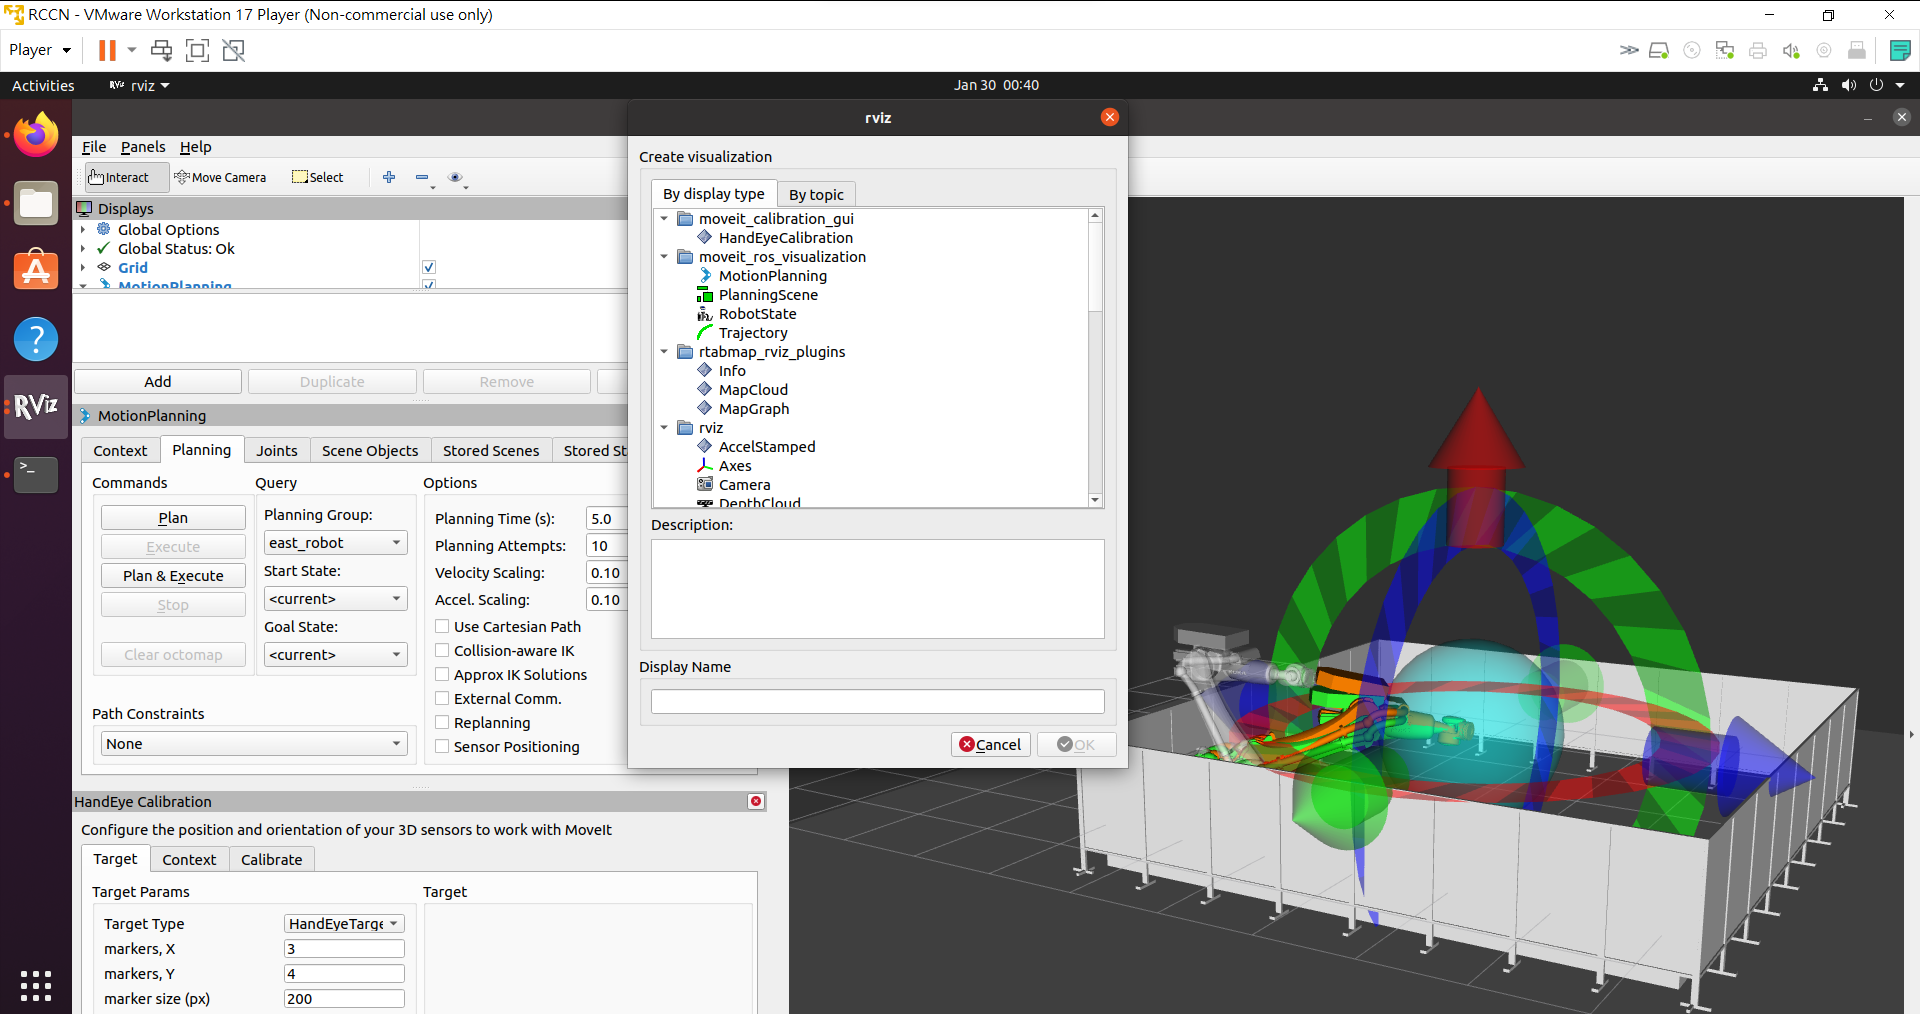 RCCN - VMware Workstation 17 Player (Non-commercial use only)
Player
Activities
RViz rviz
Jan 30 00:40
rviz
File Panels Help
Interact Move Camera Select
Displays
Global Options
Global Status: Ok
Grid
MotionPlanning
Add Duplicate Remove
RViz
MotionPlanning
Context Planning Joints Scene Objects Stored Scenes Stored St
Commands Query Options
Plan
Execute
Plan & Execute
Stop
Clear octomap
Planning Group:
east_robot
Start State:
<current>
Goal State:
<current>
Planning Time (s): 5.0
Planning Attempts: 10
Velocity Scaling: 0.10
Accel. Scaling: 0.10
Use Cartesian Path
Collision-aware IK
Approx IK Solutions
External Comm.
Replanning
Sensor Positioning
Path Constraints
None
HandEye Calibration
Configure the position and orientation of your 3D sensors to work with MoveIt
Target Context Calibrate
Target Params Target
Target Type HandEyeTarge
markers, X 3
markers, Y 4
marker size (px) 200
Create visualization
By display type By topic
moveit_calibration_gui
HandEyeCalibration
moveit_ros_visualization
MotionPlanning
PlanningScene
RobotState
Trajectory
rtabmap_rviz_plugins
Info
MapCloud
MapGraph
rviz
AccelStamped
Axes
Camera
DepthCloud
Description:
Display Name
Cancel OK